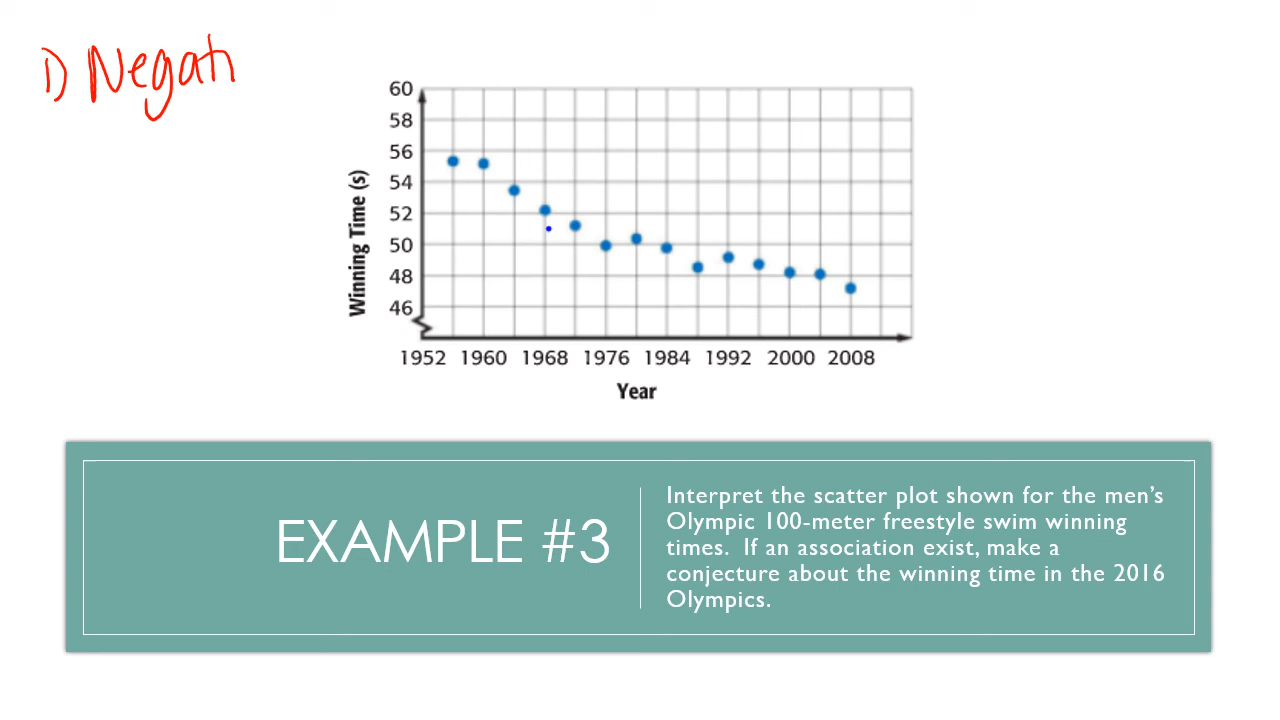 1) Negati
60
58
56
54
52
50
48
46
Winning Time (s)
1952 1960 1968 1976 1984 1992 2000 2008
Year
EXAMPLE #3
Interpret the scatter plot shown for the men's
Olympic 100-meter freestyle swim winning
times. If an association exist, make a
conjecture about the winning time in the 2016
Olympics.